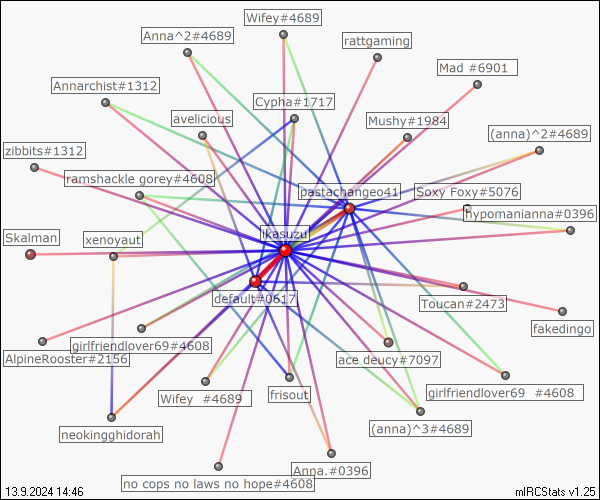 Wifey#4689
Anna^2#4689
rattgaming
Mad #6901
Annarchist#1312
Cypha#1717
avelicious
Mushy#1984
(anna)^2#4689
zibbits#1312
ramshackle gorey#4608
pastachangeo41
Soxy Foxy#5076
hypomanianna#0396
jkasuzu
Skalman
xenoyaut
default#0617
Toucan#2473
fakedingo
girlfriendlover69#4608
AlpineRooster#2156
ace deucy#7097
Wifey #4689
frisout
girlfriendlover69 #4608
(anna)^3#4689
neokingghidorah
Anna.#0396
no cops no laws no hope#4608
13.9.2024 14:46
mIRCStats v1.25